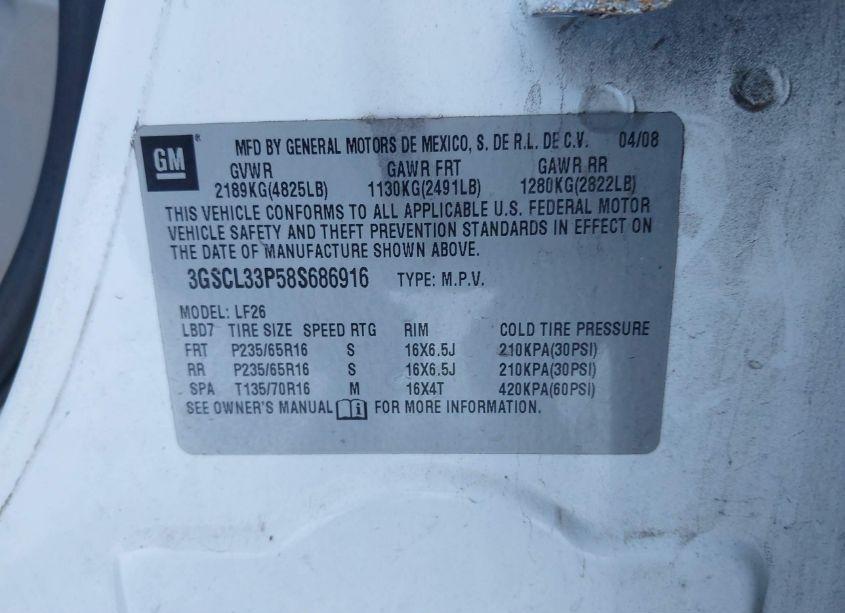 GM ® MFD BY GENERAL MOTORS DE MEXICO, S. DE R.L. DE C.V. 04/08
GVWR GAWR FRT GAWR RR
2189KG(4825LB) 1130KG(2491LB) 1280KG(2822LB)
THIS VEHICLE CONFORMS TO ALL APPLICABLE U.S. FEDERAL MOTOR
VEHICLE SAFETY AND THEFT PREVENTION STANDARDS IN EFFECT ON
THE DATE OF MANUFACTURE SHOWN ABOVE.
3GSCL33P58S686916 TYPE: M.P.V.
MODEL: LF26
LBD7 TIRE SIZE SPEED RTG RIM COLD TIRE PRESSURE
FRT P235/65R16 S 16X6.5J 210KPA(30PSI)
RR P235/65R16 S 16X6.5J 210KPA(30PSI)
SPA T135/70R16 M 16X4T 420KPA(60PSI)
SEE OWNER'S MANUAL FOR MORE INFORMATION.